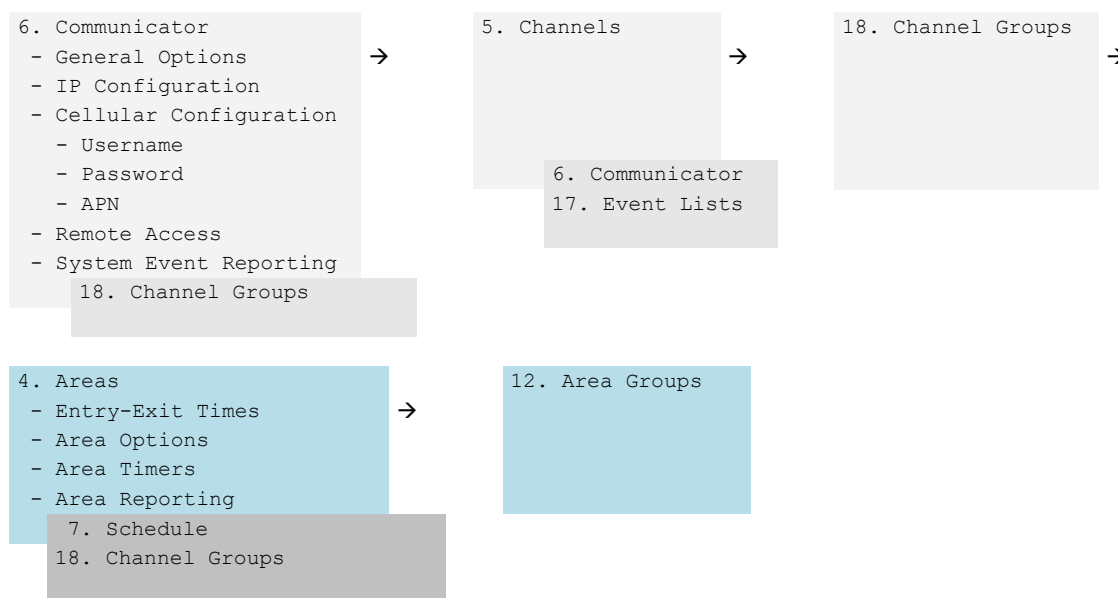 6. Communicator
- General Options →
- IP Configuration
- Cellular Configuration
- Username
- Password
- APN
- Remote Access
- System Event Reporting
18. Channel Groups
5. Channels
→
6. Communicator
17. Event Lists
18. Channel Groups
→
4. Areas
- Entry-Exit Times →
- Area Options
- Area Timers
- Area Reporting
7. Schedule
18. Channel Groups
12. Area Groups